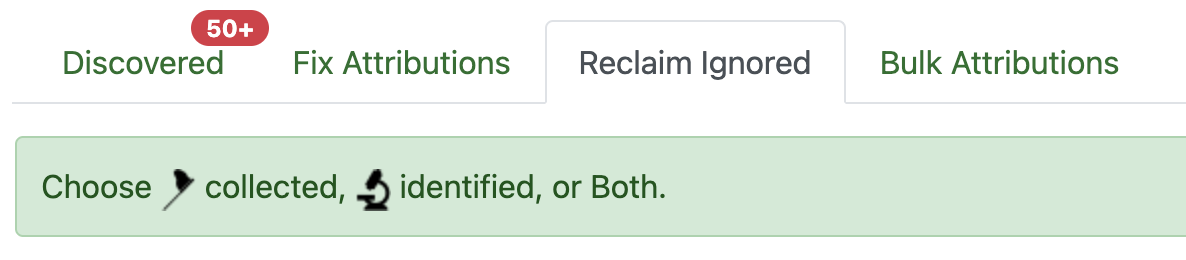 50+
Discovered Fix Attributions Reclaim Ignored Bulk Attributions
Choose collected, identified, or Both.